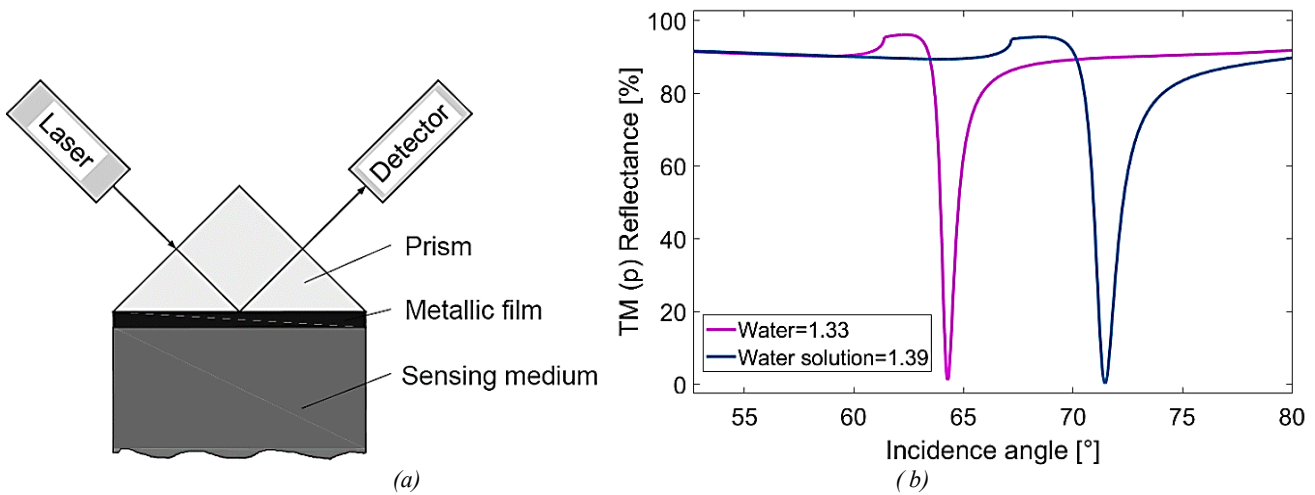 Laser
Detector
Prism
Metallic film
Sensing medium
(a)
TM (p) Reflectance [%]
100
80
60
40
20
0
Water=1.33
Water solution=1.39
55
60
65
70
75
80
Incidence angle [°]
( b)